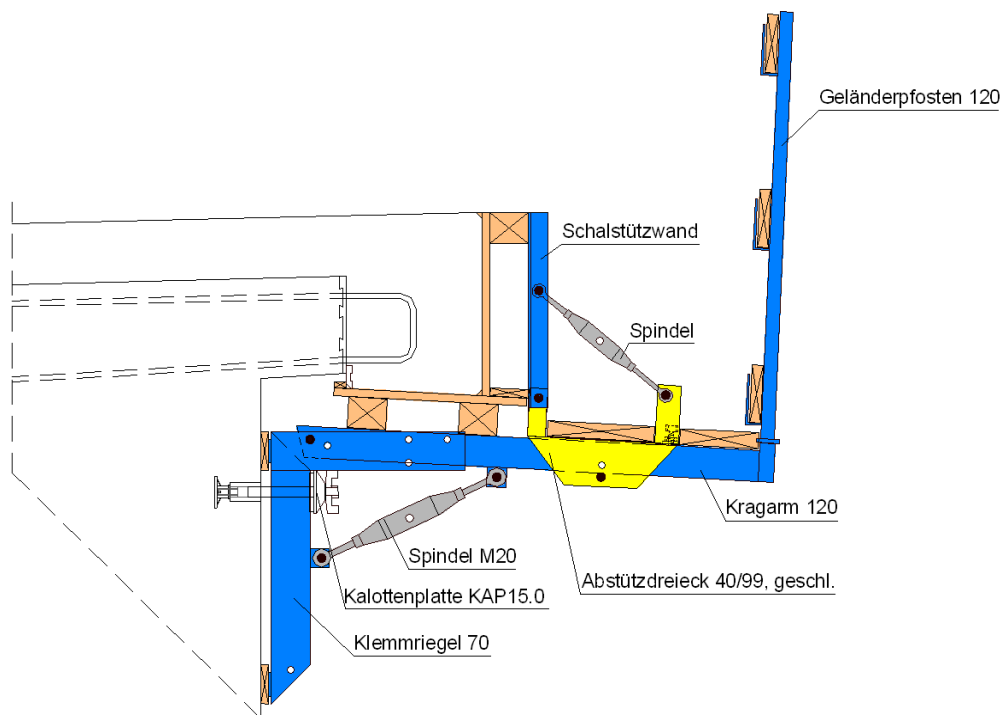 Geländerpfosten 120
Schalstützwand
Spindel
Kragarm 120
Spindel M20
Abstützdreieck 40/99, geschl.
Kalottenplatte KAP15.0
Klemmriegel 70